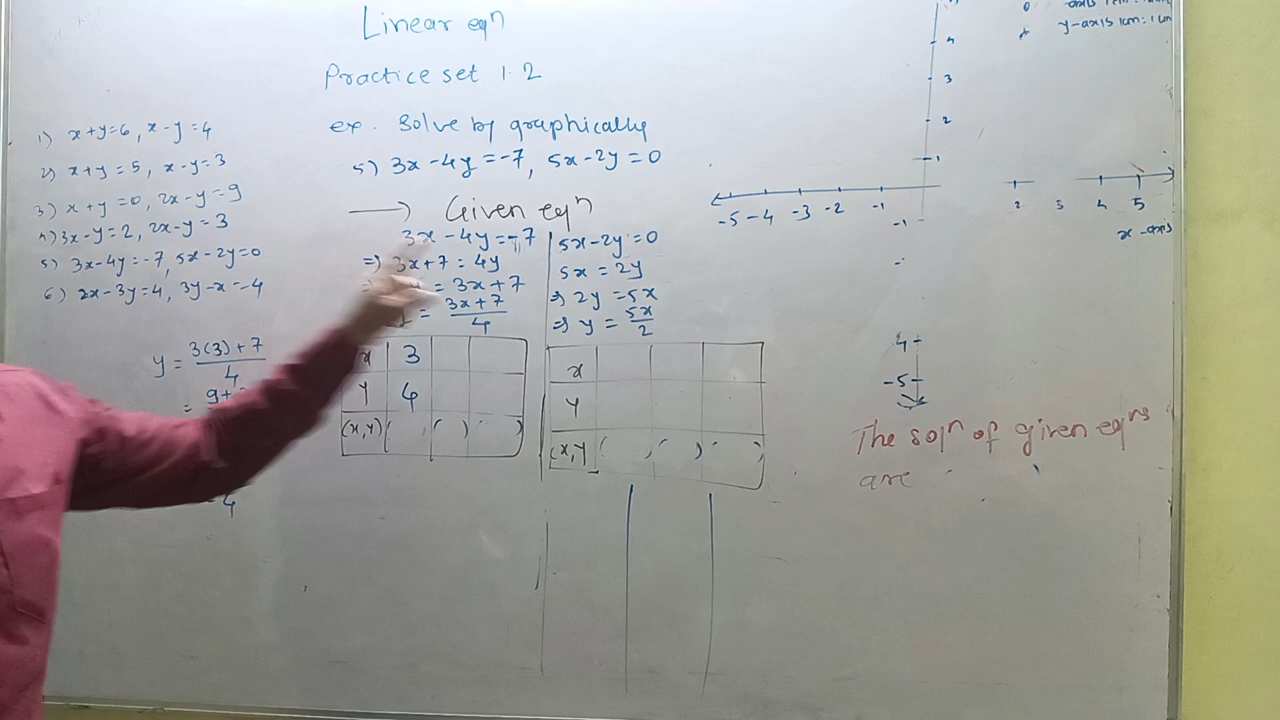 Linear eqn
Practice set 1.2
1) x+y=6, x-y=4
2) x+y=5, x-y=3
3) x+y=0, 2x-y=9
4) 3x-y=2, 2x-y=3
5) 3x-4y=-7, 5x-2y=0
6) 2x-3y=4, 3y-x=-4
y = 3(3)+7
4
= 9+
4
ex. Solve by graphically
5) 3x-4y=-7, 5x-2y=0
→ Given eqn
3x-4y=-7
=) 3x+7=4y
= 3x+7
= 3x+7
4
5x-2y=0
5x=2y
=> 2y=5x
=> y = 5x
2
x 3
y 4
(x,y) ( , ( ) ( )
x
y
(x,y ( , ( ) ( )
y-axis 1cm=1cm
4
3
2
1
-5 -4 -3 -2 -1
2 3 4 5
x-axis
-1
4
-5
The soln of given eqns
are